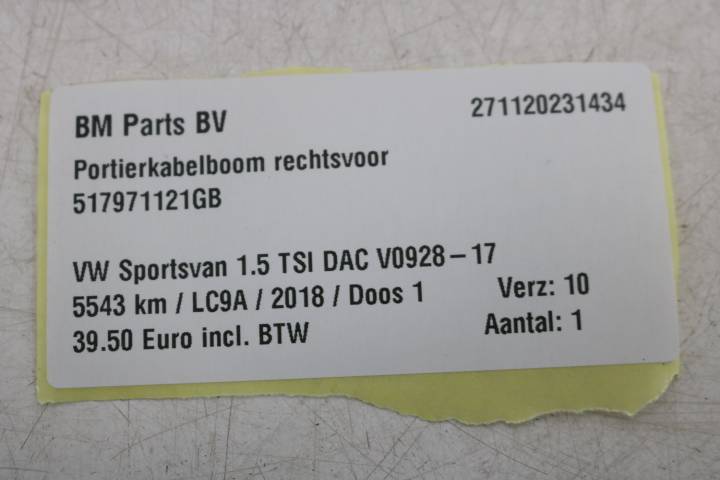 BM Parts BV 271120231434
Portierkabelboom rechtsvoor
517971121GB
VW Sportsvan 1.5 TSI DAC V0928-17
5543 km / LC9A / 2018 / Doos 1 Verz: 10
39.50 Euro incl. BTW Aantal: 1